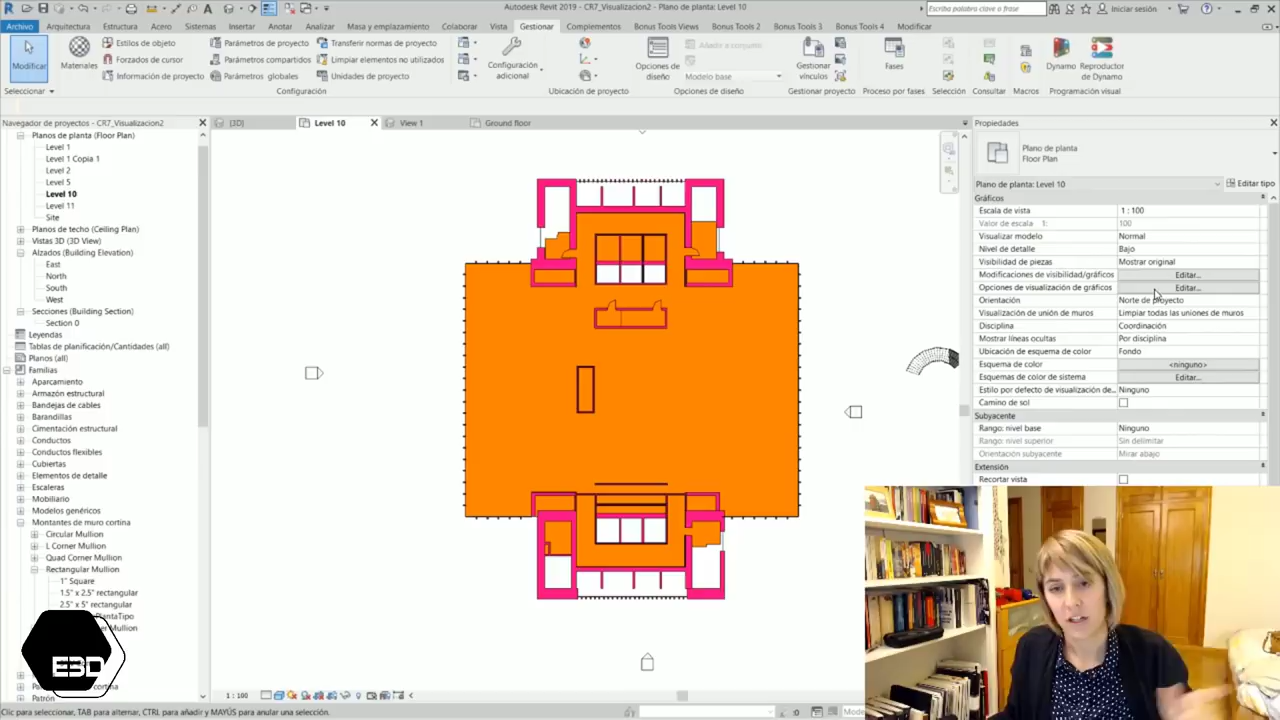 Autodesk Revit 2019 - CR7_Visualizacion2 - Plano de planta: Level 10
Escriba palabra clave o frase
Iniciar sesión
Archivo Arquitectura Estructura Acero Sistemas Insertar Anotar Analizar Masa y emplazamiento Colaborar Vista Gestionar Complementos Bonus Tools Views Bonus Tools 2 Bonus Tools 3 Bonus Tools 4 Modificar
Modificar
Materiales
Estilos de objeto
Forzados de cursor
Información de proyecto
Parámetros de proyecto
Parámetros compartidos
Parámetros globales
Transferir normas de proyecto
Limpiar elementos no utilizados
Unidades de proyecto
Configuración
adicional
Opciones de
diseño
Añadir a conjunto
Modelo base
Gestionar
vínculos
Fases
Dynamo
Reproductor
de Dynamo
Seleccionar
Configuración
Ubicación de proyecto
Opciones de diseño
Gestionar proyecto
Proceso por fases
Selección
Consultar
Macros
Programación visual
Navegador de proyectos - CR7_Visualizacion2
Planos de planta (Floor Plan)
Level 1
Level 1 Copia 1
Level 2
Level 5
Level 10
Level 11
Site
Planos de techo (Ceiling Plan)
Vistas 3D (3D View)
Alzados (Building Elevation)
East
North
South
West
Secciones (Building Section)
Section 0
Leyendas
Tablas de planificación/Cantidades (all)
Planos (all)
Familias
Aparcamiento
Armazón estructural
Bandejas de cables
Barandillas
Cimentación estructural
Conductos
Conductos flexibles
Cubiertas
Elementos de detalle
Escaleras
Mobiliario
Modelos genéricos
Montantes de muro cortina
Circular Mullion
L Corner Mullion
Quad Corner Mullion
Rectangular Mullion
1" Square
1.5" x 2.5" rectangular
2.5" x 5" rectangular
lantaTipo
rner Mullion
cortina
Patrón
EBD
{3D}
Level 10
View 1
Ground floor
1 : 100
Propiedades
Plano de planta
Floor Plan
Plano de planta: Level 10
Editar tipo
Gráficos
Escala de vista 1 : 100
Valor de escala 1: 100
Visualizar modelo Normal
Nivel de detalle Bajo
Visibilidad de piezas Mostrar original
Modificaciones de visibilidad/gráficos Editar...
Opciones de visualización de gráficos Editar...
Orientación Norte de proyecto
Visualización de unión de muros Limpiar todas las uniones de muros
Disciplina Coordinación
Mostrar líneas ocultas Por disciplina
Ubicación de esquema de color Fondo
Esquema de color <ninguno>
Esquemas de color de sistema Editar...
Estilo por defecto de visualización de... Ninguno
Camino de sol
Subyacente
Rango: nivel base Ninguno
Rango: nivel superior Sin delimitar
Orientación subyacente Mirar abajo
Extensión
Recortar vista
Clic para seleccionar, TAB para alternar, CTRL para añadir y MAYÚS para anular una selección.
:0